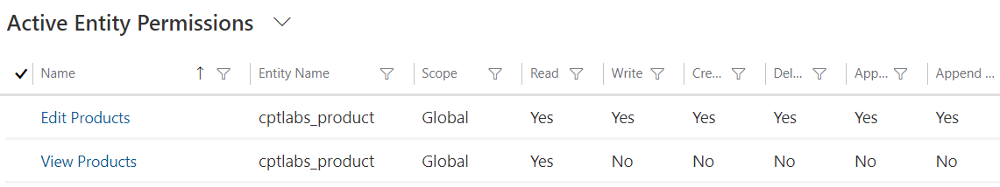 Active Entity Permissions
Name Entity Name Scope Read Write Cre... Del... App... Append ...
Edit Products cptlabs_product Global Yes Yes Yes Yes Yes Yes
View Products cptlabs_product Global Yes No No No No No